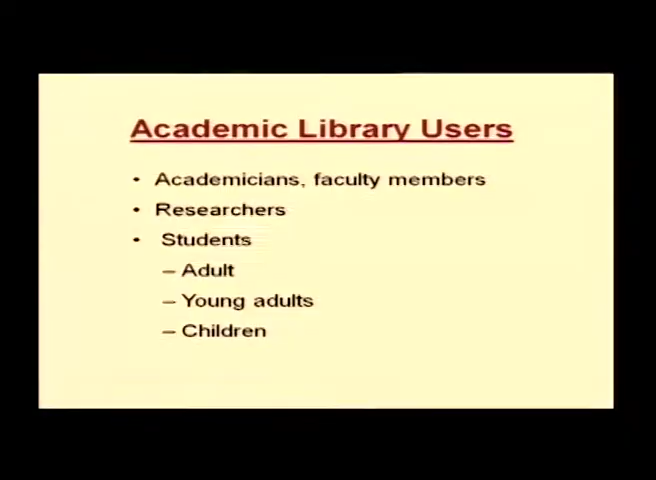 Academic Library Users
• Academicians, faculty members
• Researchers
• Students
– Adult
– Young adults
– Children